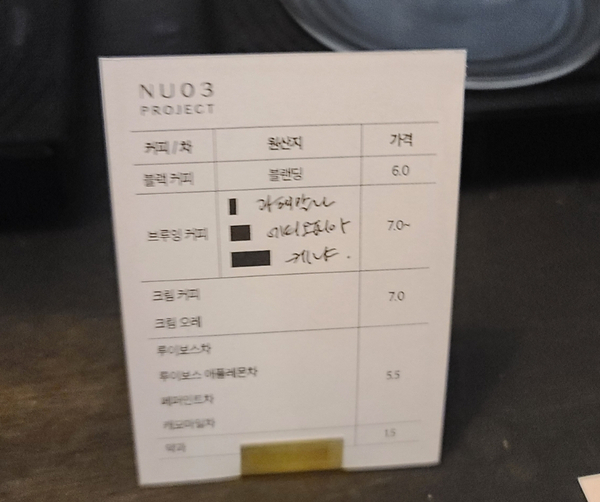 NU03
PROJECT
커피 / 차 원산지 가격
블랙 커피 블랜딩 6.0
과테말라
브루잉 커피 에티오피아 7.0~
케냐.
크림 커피 7.0
크림 오레
루이보스차
루이보스 애플레몬차 5.5
페퍼민트차
캐모마일차
약과 1.5